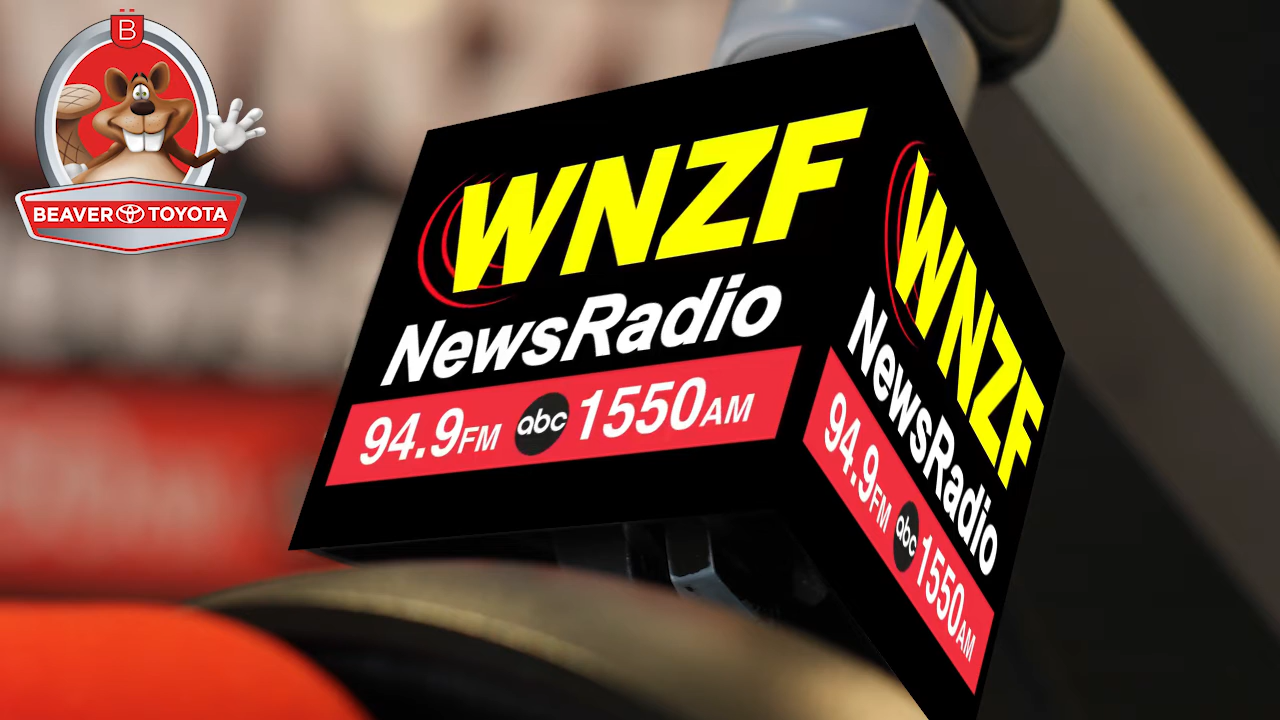 B̈
BEAVER TOYOTA
WNZF
NewsRadio
94.9FM abc 1550AM
WNZF
NewsRadio
94.9FM abc 1550AM